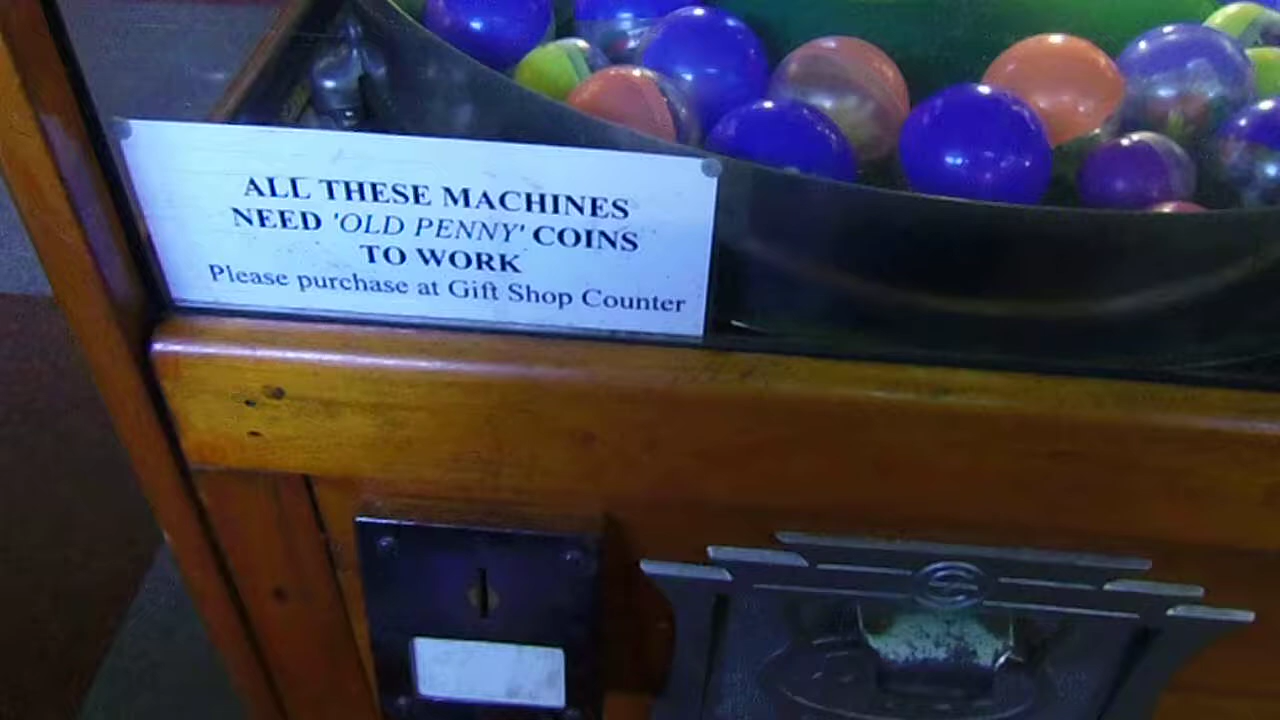 ALL THESE MACHINES
NEED 'OLD PENNY' COINS
TO WORK
Please purchase at Gift Shop Counter